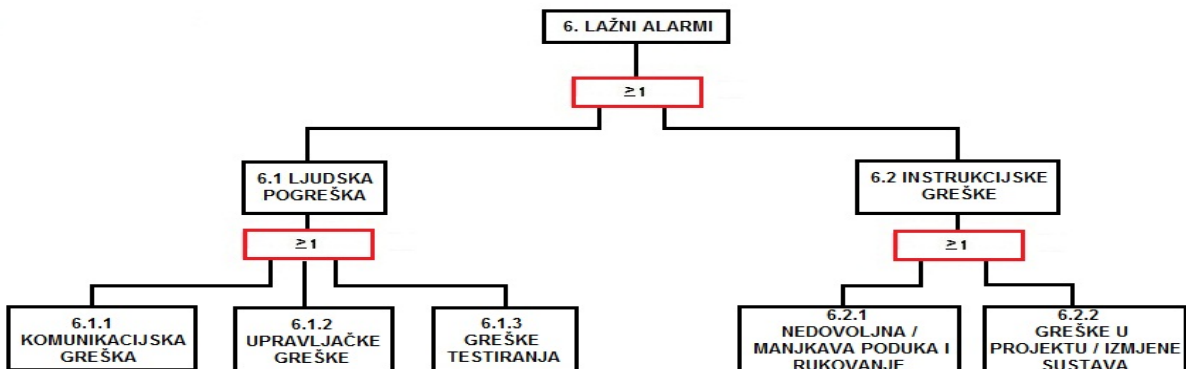 6. LAŽNI ALARMI
≥ 1
6.1 LJUDSKA
POGREŠKA
6.2 INSTRUKCIJSKE
GREŠKE
≥ 1
≥ 1
6.1.1
KOMUNIKACIJSKA
GREŠKA
6.1.2
UPRAVLJAČKE
GREŠKE
6.1.3
GREŠKE
TESTIRANJA
6.2.1
NEDOVOLJNA /
MANJKAVA PODUKA I
RUKOVANJE
6.2.2
GREŠKE U
PROJEKTU / IZMJENE
SUSTAVA